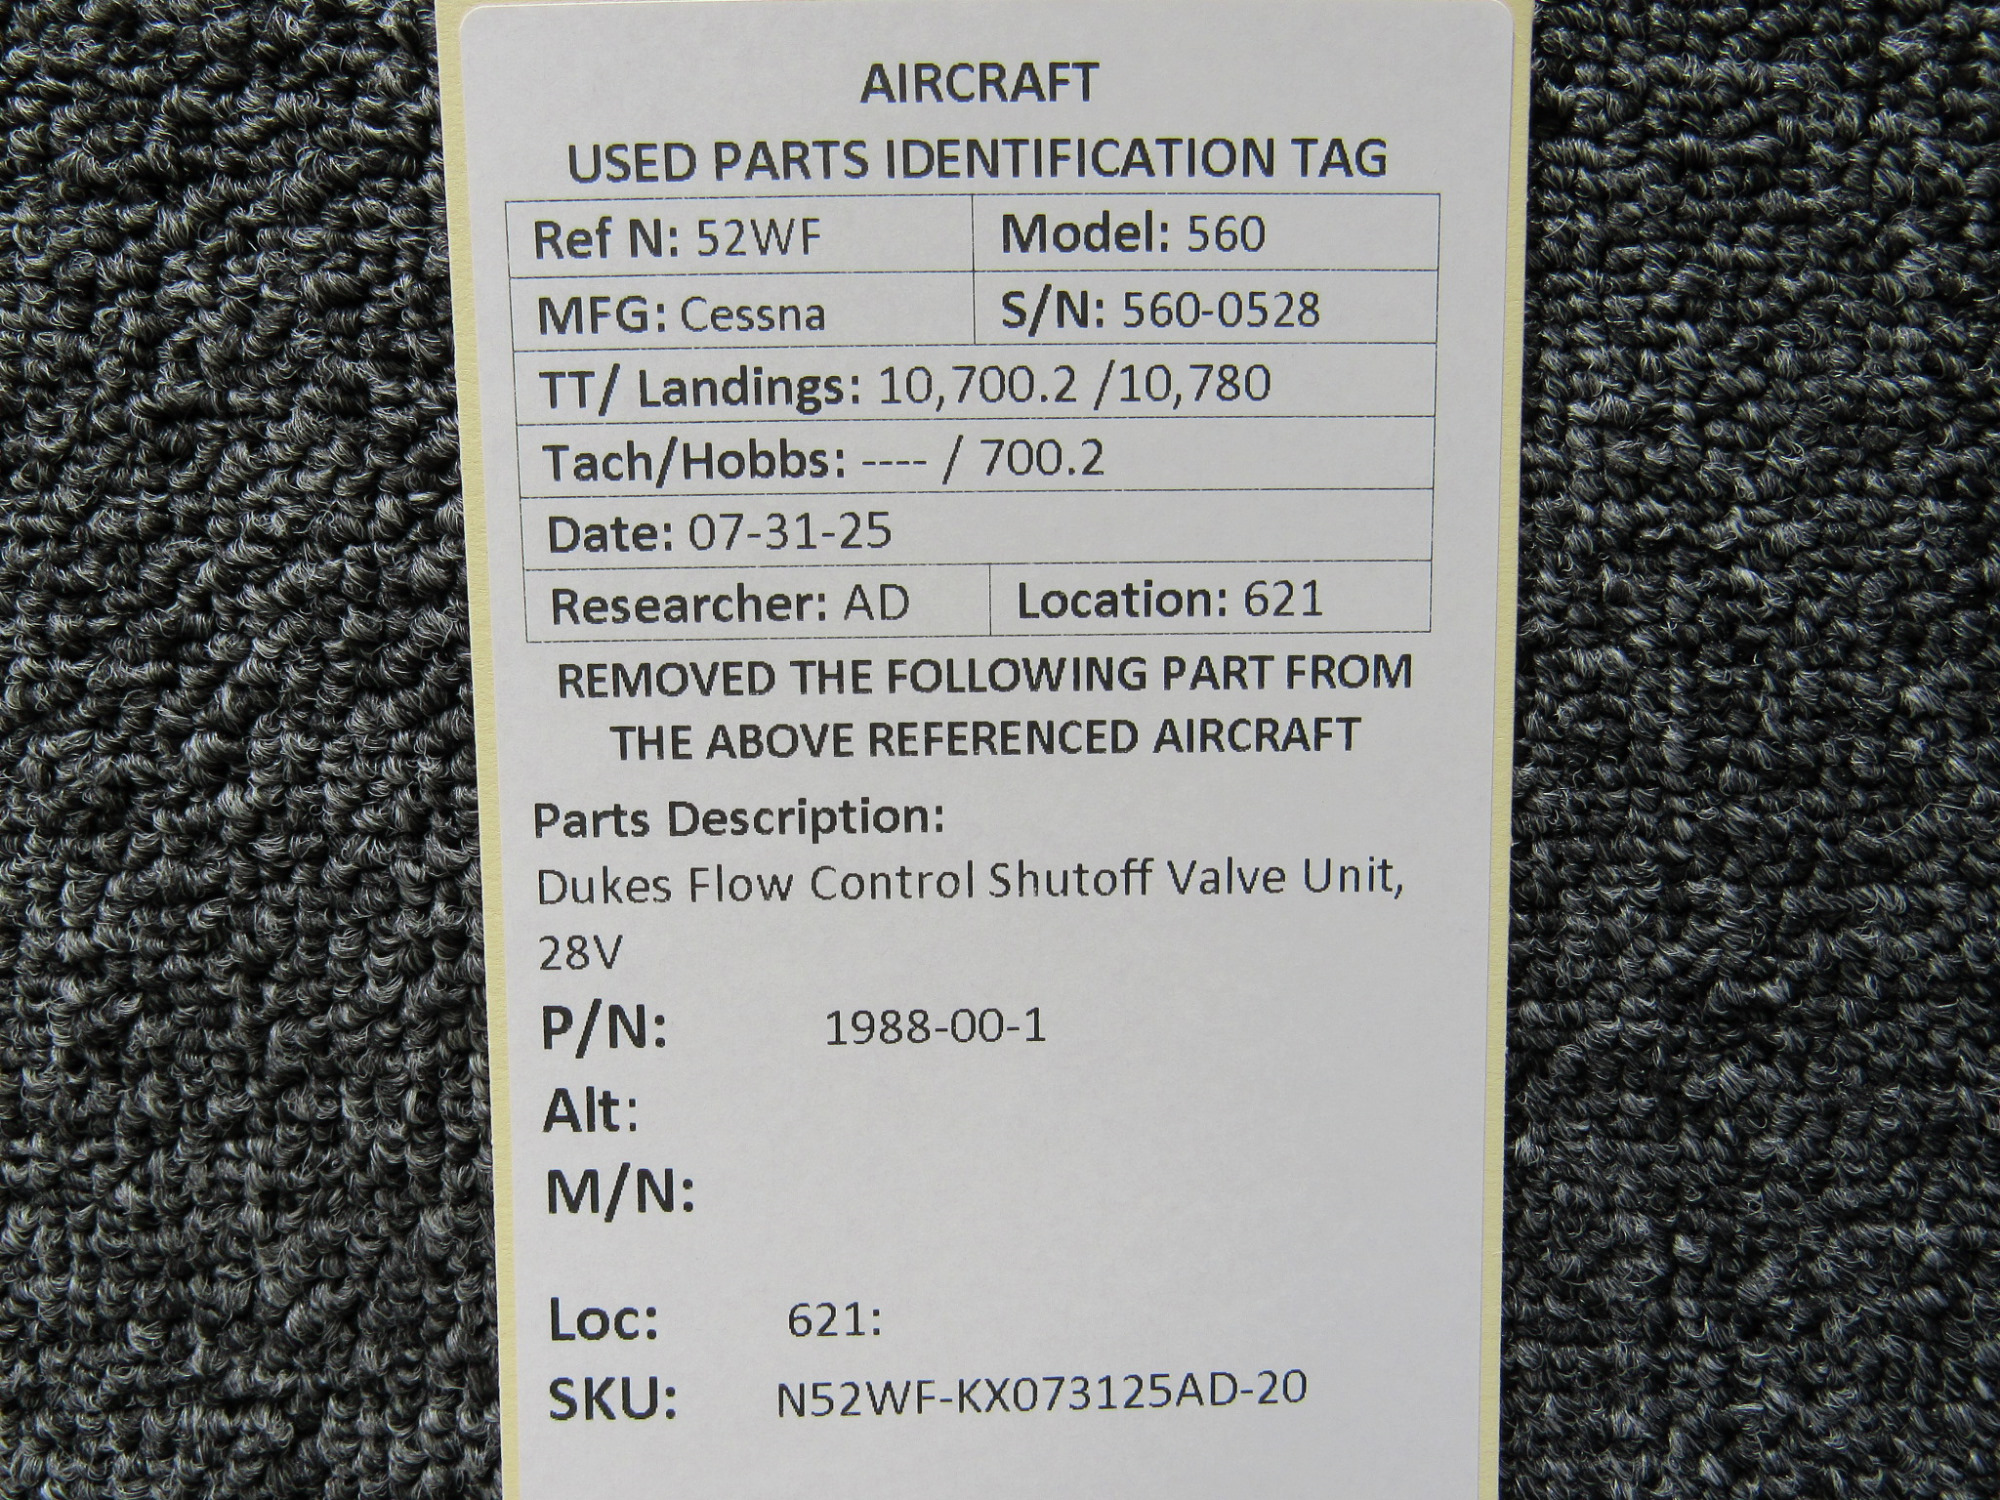 AIRCRAFT
USED PARTS IDENTIFICATION TAG
Ref N: 52WF Model: 560
MFG: Cessna S/N: 560-0528
TT/ Landings: 10,700.2 /10,780
Tach/Hobbs: ---- / 700.2
Date: 07-31-25
Researcher: AD Location: 621
REMOVED THE FOLLOWING PART FROM
THE ABOVE REFERENCED AIRCRAFT
Parts Description:
Dukes Flow Control Shutoff Valve Unit,
28V
P/N: 1988-00-1
Alt:
M/N:
Loc: 621:
SKU: N52WF-KX073125AD-20